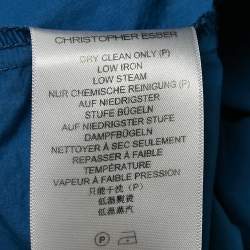 CHRISTOPHER ESBER
DRY CLEAN ONLY (P)
LOW IRON
LOW STEAM
NUR CHEMISCHE REINIGUNG (P)
AUF NIEDRIGSTER
STUFE BÜGELN
AUF NIEDRIGSTER STUFE
DAMPFBÜGELN
NETTOYER À SEC SEULEMENT
REPASSER À FAIBLE
TEMPÉRATURE
VAPEUR À FAIBLE PRESSION
只能干洗 (P)
低温熨烫
低温蒸汽
P